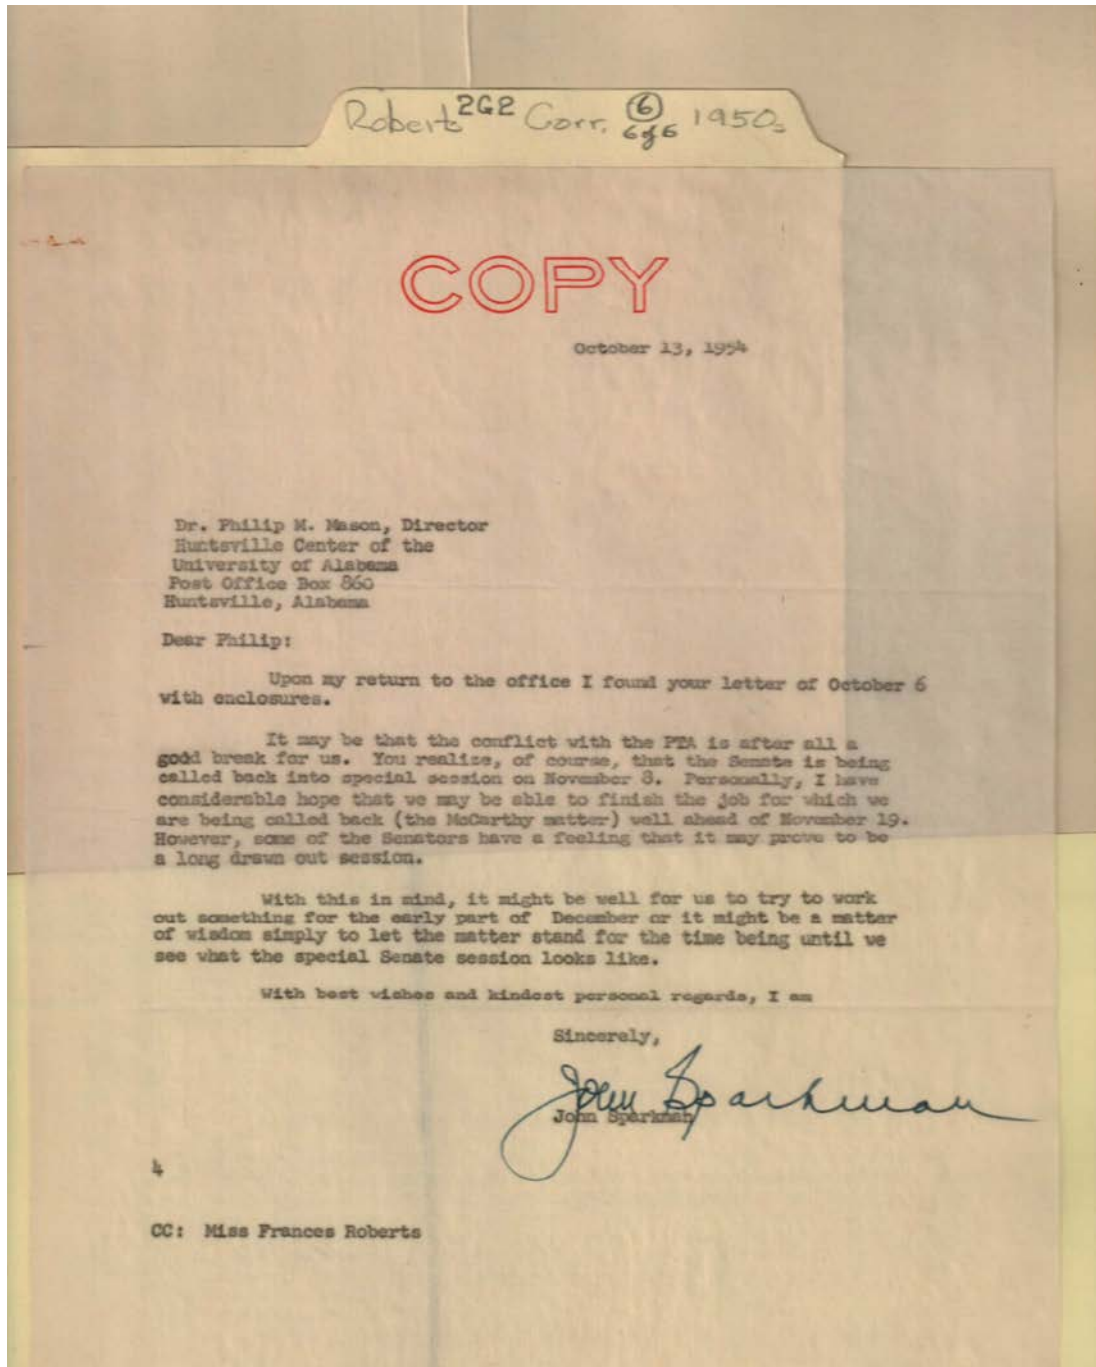 Roberts 2G2 Corr. 6 1950s
6 of 6
COPY
October 13, 1954
Dr. Philip M. Mason, Director
Huntsville Center of the
University of Alabama
Post Office Box 860
Huntsville, Alabama
Dear Philip:
Upon my return to the office I found your letter of October 6
with enclosures.
It may be that the conflict with the PTA is after all a
good break for us. You realize, of course, that the Senate is being
called back into special session on November 8. Personally, I have
considerable hope that we may be able to finish the job for which we
are being called back (the McCarthy matter) well ahead of November 19.
However, some of the Senators have a feeling that it may prove to be
a long drawn out session.
With this in mind, it might be well for us to try to work
out something for the early part of December or it might be a matter
of wisdom simply to let the matter stand for the time being until we
see what the special Senate session looks like.
With best wishes and kindest personal regards, I am
Sincerely,
John Sparkman
John Sparkman
4
CC: Miss Frances Roberts